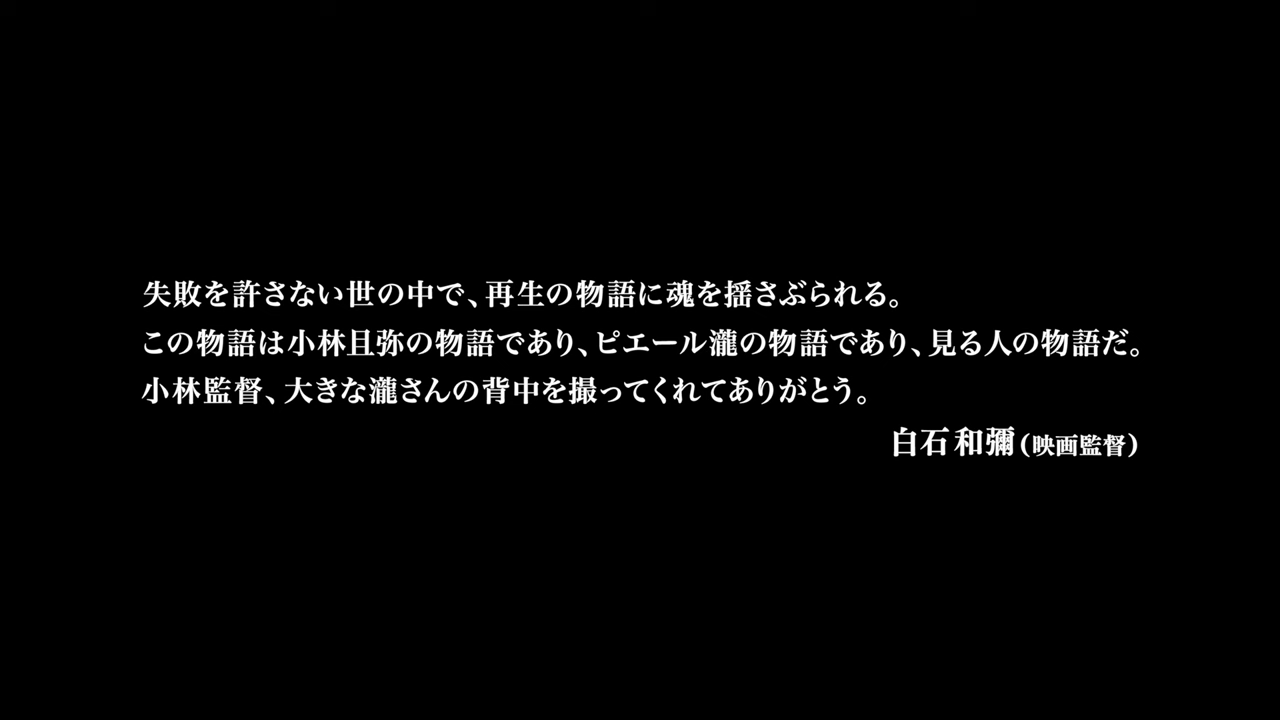 失敗を許さない世の中で、再生の物語に魂を揺さぶられる。
この物語は小林且弥の物語であり、ピエール瀧の物語であり、見る人の物語だ。
小林監督、大きな瀧さんの背中を撮ってくれてありがとう。
白石和彌(映画監督)